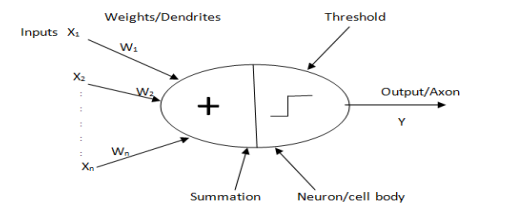 Weights/Dendrites
Threshold
Inputs X₁
W₁
X₂
W₂
Output/Axon
Y
Wₙ
Xₙ
+
Summation
Neuron/cell body